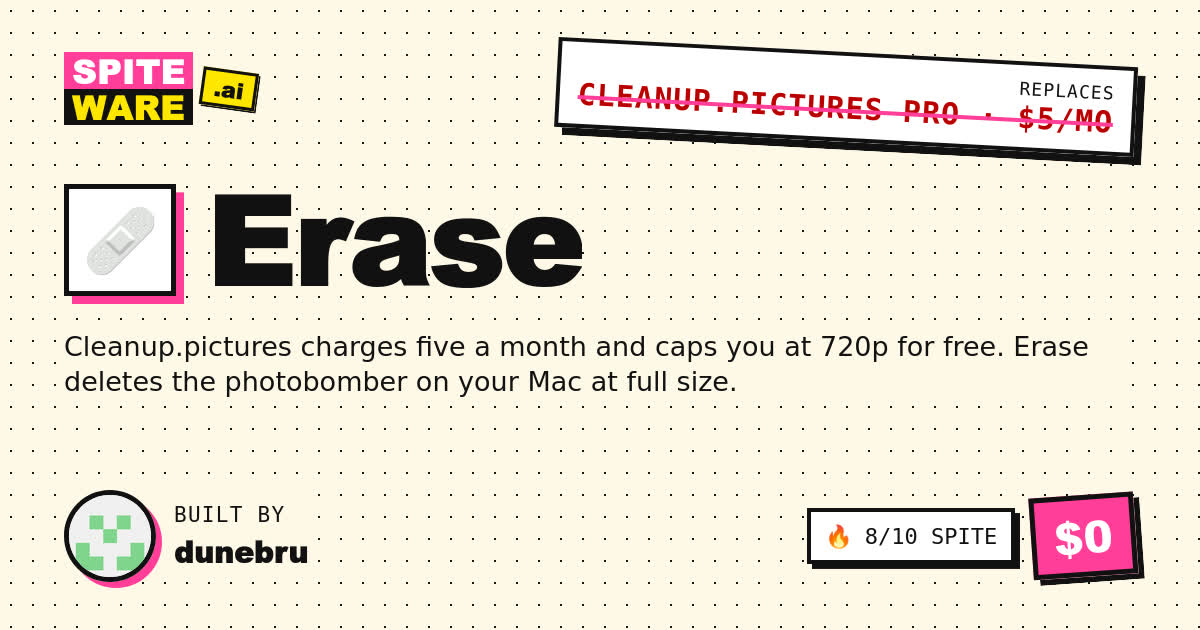 SPITE
WARE
.ai
REPLACES
CLEANUP.PICTURES PRO · $5/MO
Erase
Cleanup.pictures charges five a month and caps you at 720p for free. Erase
deletes the photobomber on your Mac at full size.
BUILT BY
dunebru
🔥 8/10 SPITE
$0